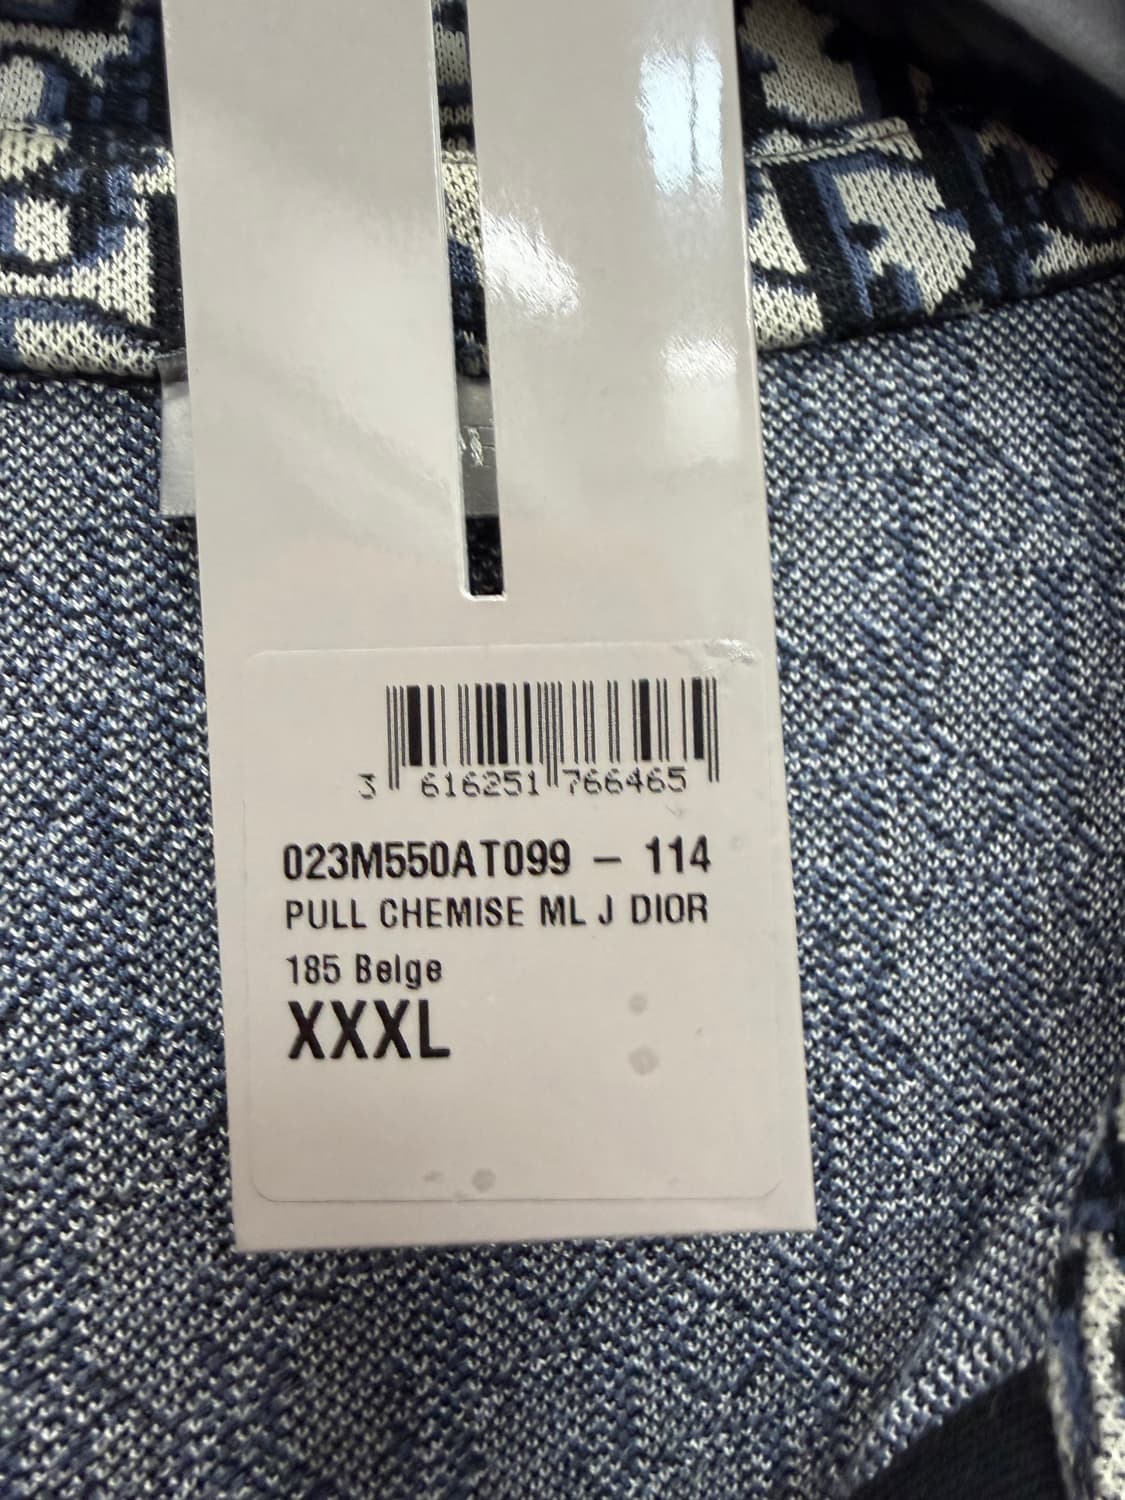 3 616251 766465
023M550AT099 – 114
PULL CHEMISE ML J DIOR
185 Beige
XXXL